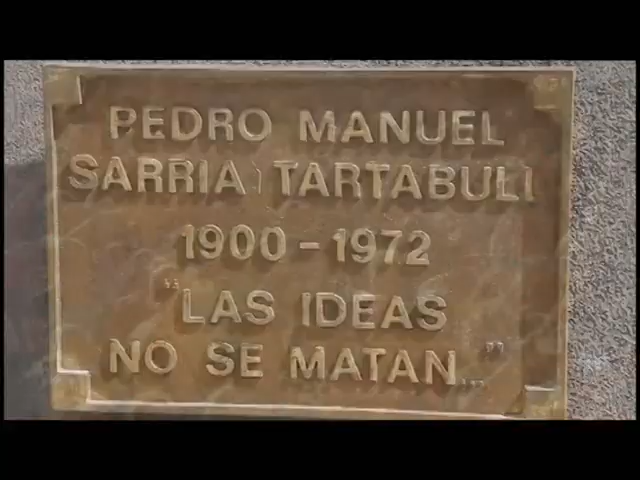 PEDRO MANUEL
SARRIA TARTABULL
1900 - 1972
"LAS IDEAS
NO SE MATAN..."